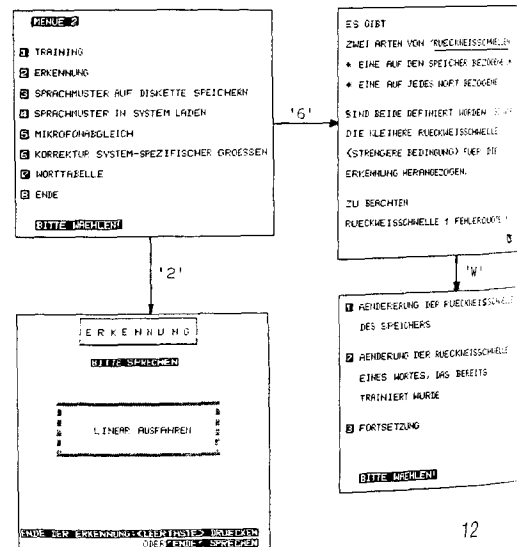 MENUE 2
1 TRAINING
2 ERKENNUNG
3 SPRACHMUSTER AUF DISKETTE SPEICHERN
4 SPRACHMUSTER IN SYSTEM LADEN
5 MIKROFONABGLEICH
6 KORREKTUR SYSTEM-SPEZIFISCHER GROESSEN
7 WORTTABELLE
8 ENDE
BITTE WAEHLEN!
'6'
ES GIBT
ZWEI ARTEN VON 'RUECKWEISSCHWELLEN
* EINE AUF DEN SPEICHER BEZOGENE
* EINE AUF JEDES WORT BEZOGENE
SIND BEIDE DEFINIERT WORDEN
DIE KLEINERE RUECKWEISSCHWELLE
(STRENGERE BEDINGUNG) FUER DIE
ERKENNUNG HERANGEZOGEN.
ZU BEACHTEN
RUECKWEISSCHWELLE 1
'2'
'W'
ERKENNUNG
BITTE SPRECHEN
LINEAR AUSFAHREN
ENDE DER ERKENNUNG:<LEERTASTE> DRUECKEN
ODER "ENDE" SPRECHEN
1 AENDERERUNG DER RUECKWEISSCHWELLE
DES SPEICHERS
2 AENDERUNG DER RUECKWEISSCHWELLE
EINES WORTES, DAS BEREITS
TRAINIERT WURDE
3 FORTSETZUNG
BITTE WAEHLEN!
12